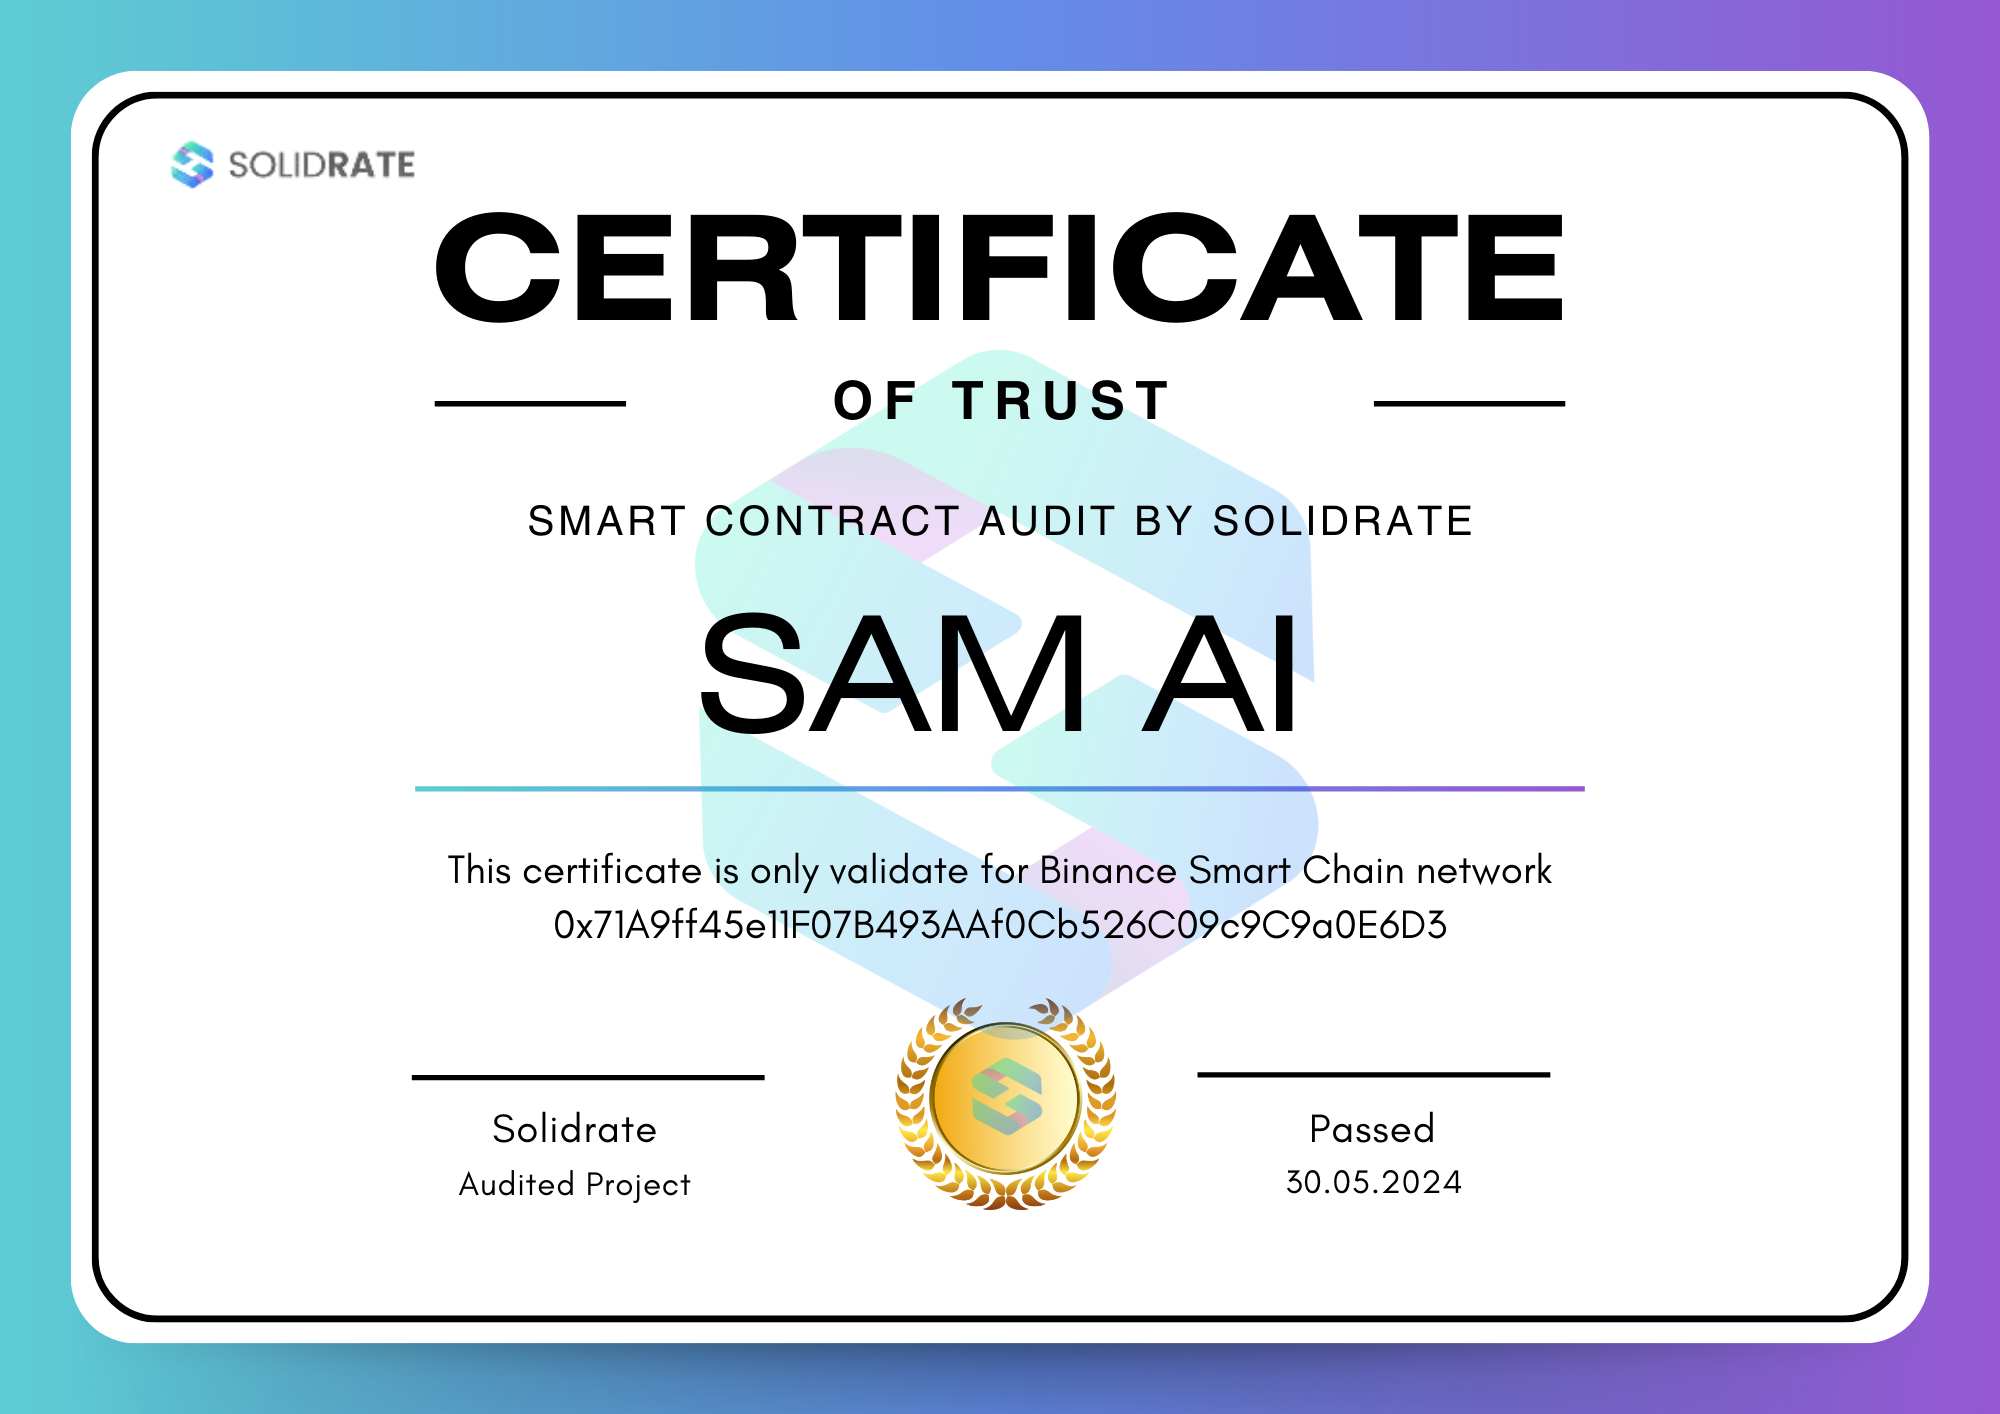 SOLIDRATE
CERTIFICATE
OF TRUST
SMART CONTRACT AUDIT BY SOLIDRATE
SAM AI
This certificate is only validate for Binance Smart Chain network
0x71A9ff45e11F07B493AAf0Cb526C09c9C9a0E6D3
Solidrate
Audited Project
Passed
30.05.2024